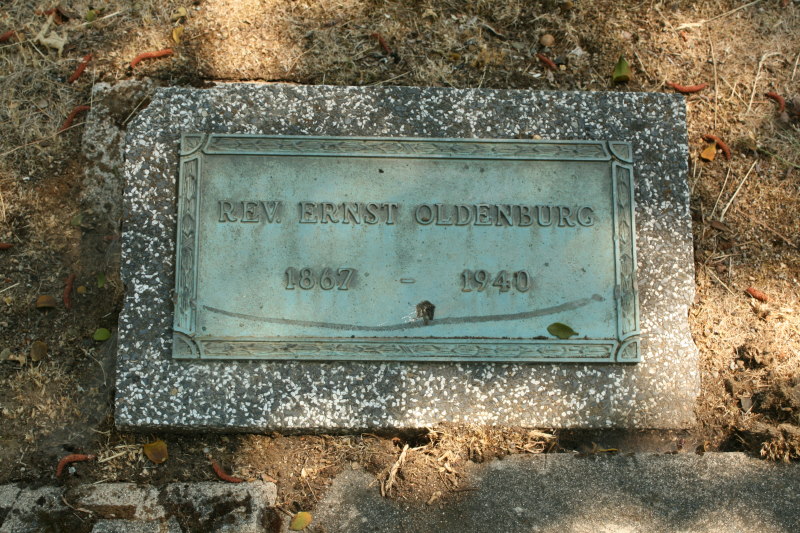 REV. ERNST OLDENBURG
1867 – 1940